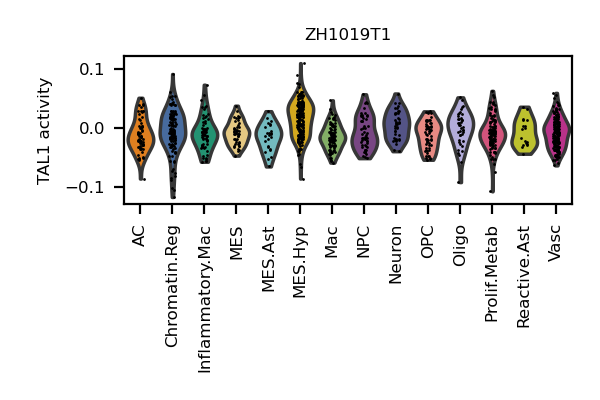 ZH1019T1
TAL1 activity
0.1
0.0
−0.1
AC
Chromatin.Reg
Inflammatory.Mac
MES
MES.Ast
MES.Hyp
Mac
NPC
Neuron
OPC
Oligo
Prolif.Metab
Reactive.Ast
Vasc